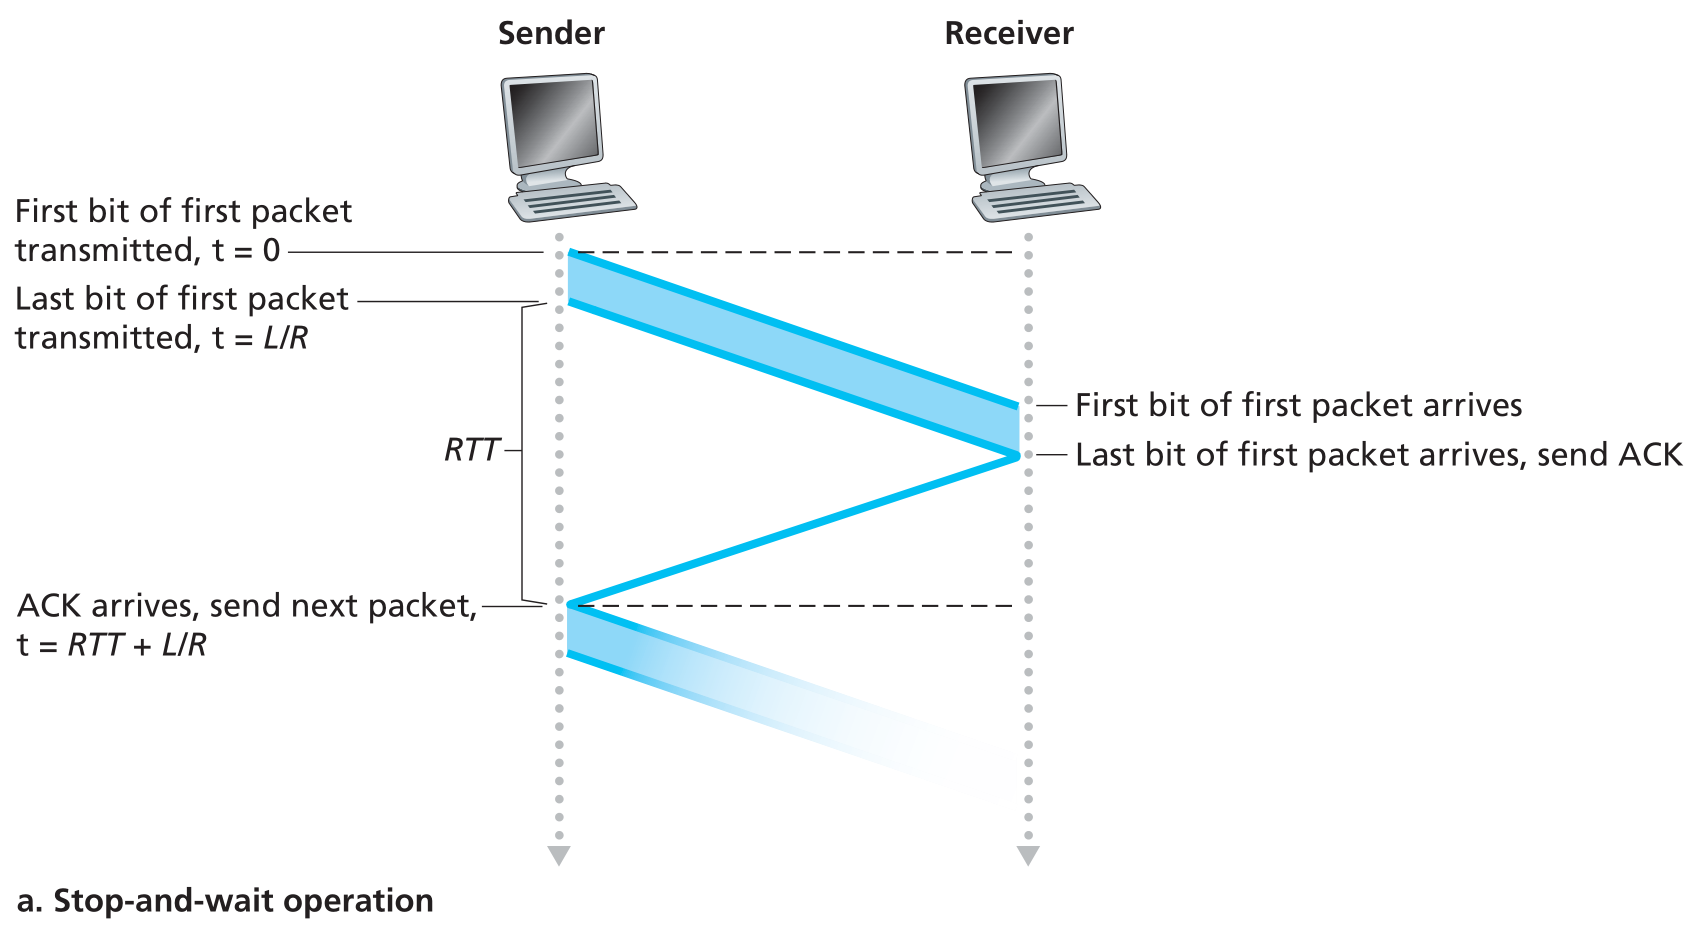 Sender
Receiver
First bit of first packet
transmitted, t = 0
Last bit of first packet
transmitted, t = L/R
First bit of first packet arrives
RTT
Last bit of first packet arrives, send ACK
ACK arrives, send next packet,
t = RTT + L/R
a. Stop-and-wait operation